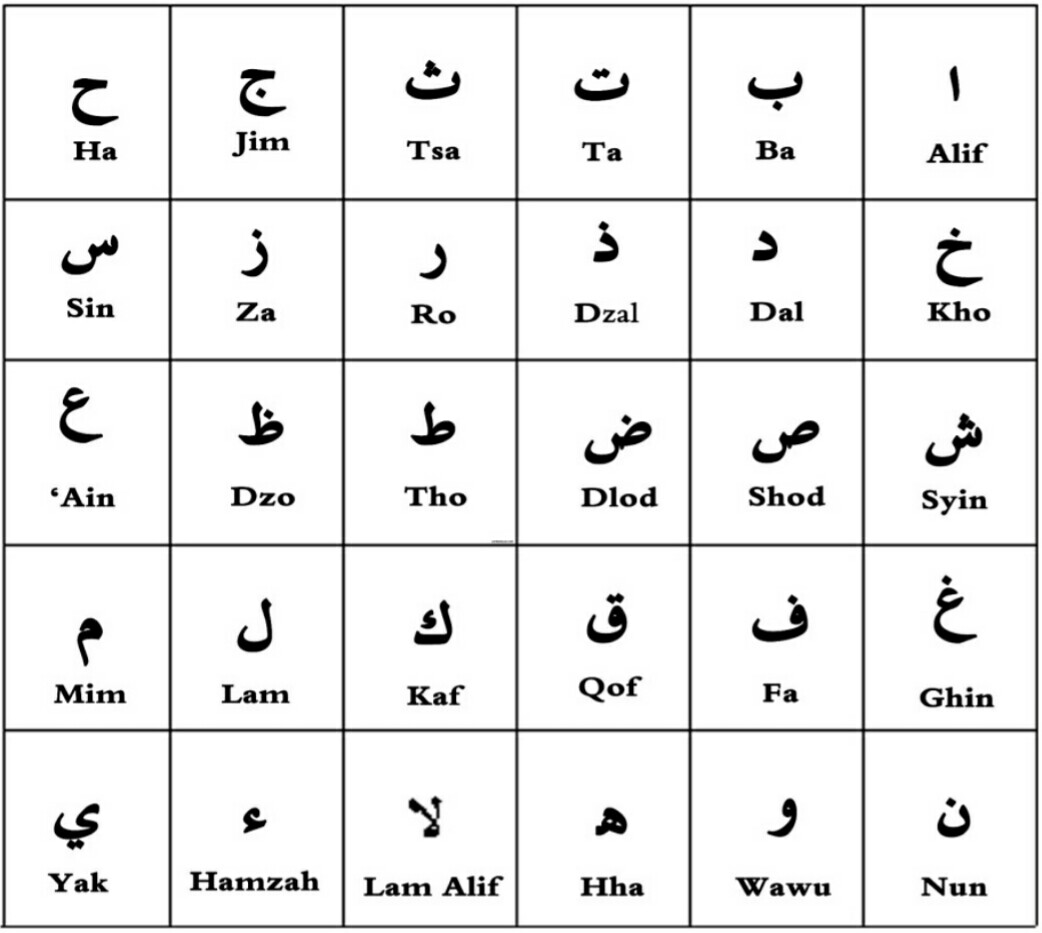 ا ب ت ث ج ح
Alif Ba Ta Tsa Jim Ha
خ د ذ ر ز س
Kho Dal Dzal Ro Za Sin
ش ص ض ط ظ ع
Syin Shod Dlod Tho Dzo ‘Ain
غ ف ق ك ل م
Ghin Fa Qof Kaf Lam Mim
ن و ه لا ء ي
Nun Wawu Hha Lam Alif Hamzah Yak